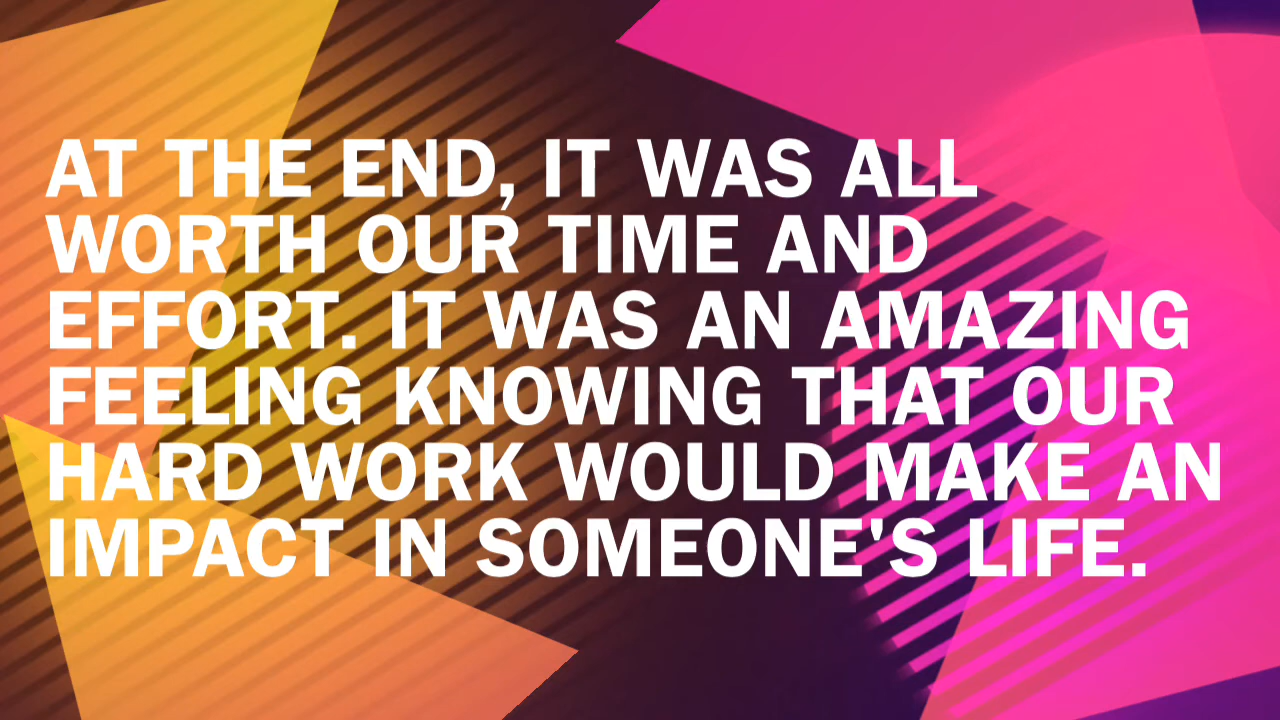 AT THE END, IT WAS ALL
WORTH OUR TIME AND
EFFORT. IT WAS AN AMAZING
FEELING KNOWING THAT OUR
HARD WORK WOULD MAKE AN
IMPACT IN SOMEONE'S LIFE.